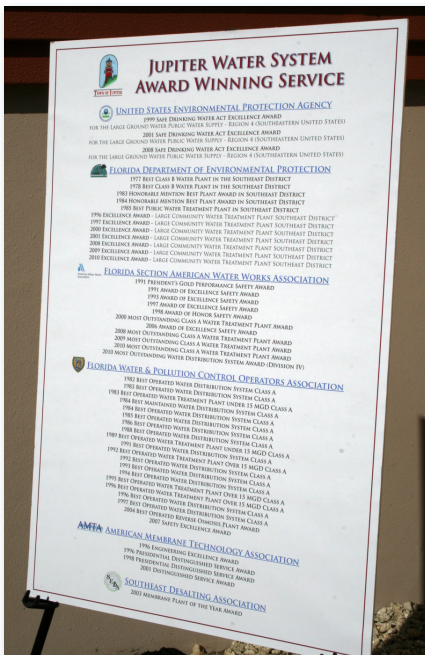 TOWN OF JUPITER
JUPITER WATER SYSTEM
AWARD WINNING SERVICE
UNITED STATES ENVIRONMENTAL PROTECTION AGENCY
1999 SAFE DRINKING WATER ACT EXCELLENCE AWARD
FOR THE LARGE GROUND WATER PUBLIC WATER SUPPLY - REGION 4 (SOUTHEASTERN UNITED STATES)
2001 SAFE DRINKING WATER ACT EXCELLENCE AWARD
FOR THE LARGE GROUND WATER PUBLIC WATER SUPPLY - REGION 4 (SOUTHEASTERN UNITED STATES)
2008 SAFE DRINKING WATER ACT EXCELLENCE AWARD
FOR THE LARGE GROUND WATER PUBLIC WATER SUPPLY - REGION 4 (SOUTHEASTERN UNITED STATES)
FLORIDA DEPARTMENT OF ENVIRONMENTAL PROTECTION
1977 BEST CLASS B WATER PLANT IN THE SOUTHEAST DISTRICT
1978 BEST CLASS B WATER PLANT IN THE SOUTHEAST DISTRICT
1983 HONORABLE MENTION BEST PLANT AWARD IN SOUTHEAST DISTRICT
1984 HONORABLE MENTION BEST PLANT AWARD IN SOUTHEAST DISTRICT
1985 BEST PUBLIC WATER TREATMENT PLANT IN SOUTHEAST DISTRICT
1996 EXCELLENCE AWARD - LARGE COMMUNITY WATER TREATMENT PLANT SOUTHEAST DISTRICT
1997 EXCELLENCE AWARD - LARGE COMMUNITY WATER TREATMENT PLANT SOUTHEAST DISTRICT
2000 EXCELLENCE AWARD - LARGE COMMUNITY WATER TREATMENT PLANT SOUTHEAST DISTRICT
2001 EXCELLENCE AWARD - LARGE COMMUNITY WATER TREATMENT PLANT SOUTHEAST DISTRICT
2008 EXCELLENCE AWARD - LARGE COMMUNITY WATER TREATMENT PLANT SOUTHEAST DISTRICT
2009 EXCELLENCE AWARD - LARGE COMMUNITY WATER TREATMENT PLANT SOUTHEAST DISTRICT
2010 EXCELLENCE AWARD - LARGE COMMUNITY WATER TREATMENT PLANT SOUTHEAST DISTRICT
FLORIDA SECTION AMERICAN WATER WORKS ASSOCIATION
1991 PRESIDENT'S GOLD PERFORMANCE SAFETY AWARD
1991 AWARD OF EXCELLENCE SAFETY AWARD
1993 AWARD OF EXCELLENCE SAFETY AWARD
1997 AWARD OF EXCELLENCE SAFETY AWARD
1998 AWARD OF HONOR SAFETY AWARD
2000 MOST OUTSTANDING CLASS A WATER TREATMENT PLANT AWARD
2006 AWARD OF EXCELLENCE SAFETY AWARD
2008 MOST OUTSTANDING CLASS A WATER TREATMENT PLANT AWARD
2009 MOST OUTSTANDING CLASS A WATER TREATMENT PLANT AWARD
2010 MOST OUTSTANDING CLASS A WATER TREATMENT PLANT AWARD
2010 MOST OUTSTANDING WATER DISTRIBUTION SYSTEM AWARD (DIVISION IV)
FLORIDA WATER & POLLUTION CONTROL OPERATORS ASSOCIATION
1982 BEST OPERATED WATER DISTRIBUTION SYSTEM CLASS A
1983 BEST OPERATED WATER DISTRIBUTION SYSTEM CLASS A
1983 BEST OPERATED WATER TREATMENT PLANT UNDER 15 MGD CLASS A
1984 BEST MAINTAINED WATER DISTRIBUTION SYSTEM CLASS A
1984 BEST OPERATED WATER DISTRIBUTION SYSTEM CLASS A
1985 BEST OPERATED WATER DISTRIBUTION SYSTEM CLASS A
1986 BEST OPERATED WATER DISTRIBUTION SYSTEM CLASS A
1988 BEST OPERATED WATER DISTRIBUTION SYSTEM CLASS A
1989 BEST OPERATED WATER TREATMENT PLANT UNDER 15 MGD CLASS A
1991 BEST OPERATED WATER DISTRIBUTION SYSTEM CLASS A
1992 BEST OPERATED WATER TREATMENT PLANT OVER 15 MGD CLASS A
1992 BEST OPERATED WATER DISTRIBUTION SYSTEM CLASS A
1993 BEST OPERATED WATER DISTRIBUTION SYSTEM CLASS A
1994 BEST OPERATED WATER DISTRIBUTION SYSTEM CLASS A
1995 BEST OPERATED WATER TREATMENT PLANT OVER 15 MGD CLASS A
1996 BEST OPERATED WATER TREATMENT PLANT OVER 15 MGD CLASS A
1996 BEST OPERATED WATER DISTRIBUTION SYSTEM CLASS A
1997 BEST OPERATED WATER DISTRIBUTION SYSTEM CLASS A
2004 BEST OPERATED REVERSE OSMOSIS PLANT AWARD
2007 SAFETY EXCELLENCE AWARD
AMTA AMERICAN MEMBRANE TECHNOLOGY ASSOCIATION
1996 ENGINEERING EXCELLENCE AWARD
1996 PRESIDENTIAL DISTINGUISHED SERVICE AWARD
1998 PRESIDENTIAL DISTINGUISHED SERVICE AWARD
2001 DISTINGUISHED SERVICE AWARD
SOUTHEAST DESALTING ASSOCIATION
2003 MEMBRANE PLANT OF THE YEAR AWARD